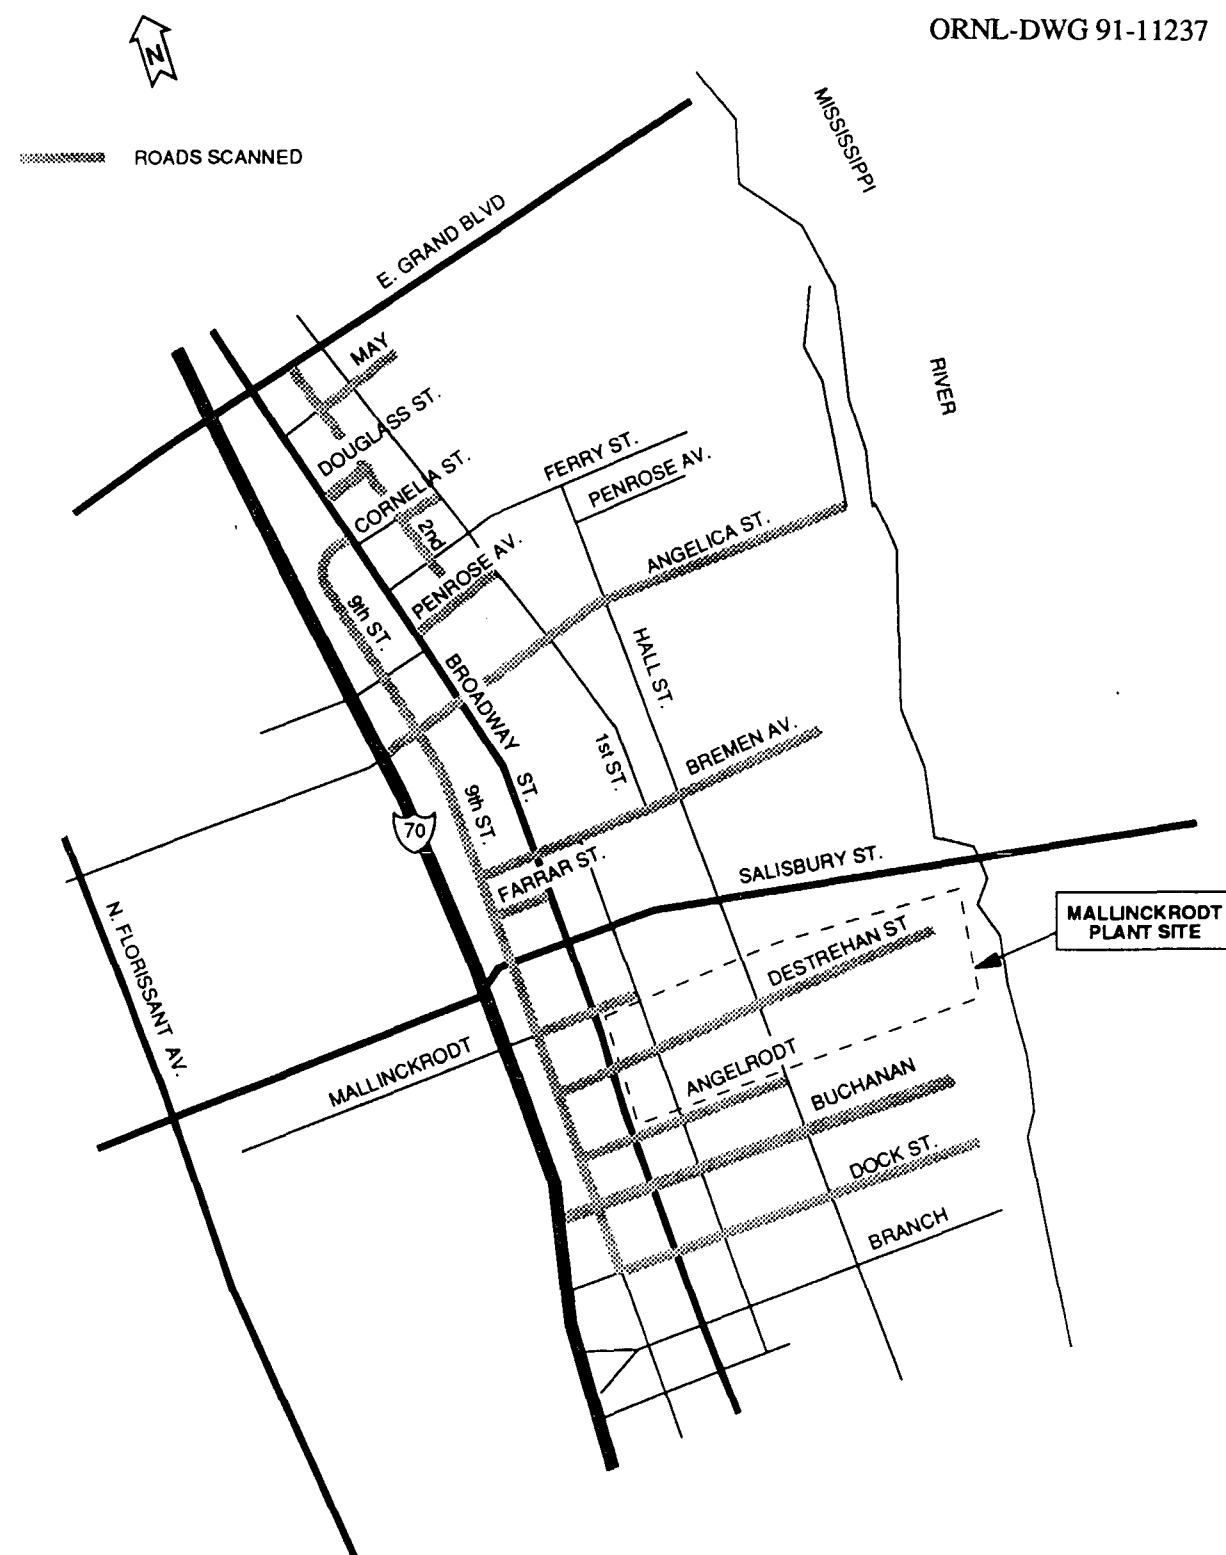 ORNL-DWG 91-11237
N
ROADS SCANNED
MISSISSIPPI
E. GRAND BLVD
MAY
RIVER
DOUGLASS ST.
CORNELIA ST.
FERRY ST.
PENROSE AV.
2nd
PENROSE AV.
ANGELICA ST.
9th ST.
HALL ST.
BROADWAY ST.
1st ST.
BREMEN AV.
9th ST.
70
FARRAR ST.
SALISBURY ST.
N. FLORISSANT AV.
MALLINCKRODT
PLANT SITE
DESTREHAN ST
MALLINCKRODT
ANGELRODT
BUCHANAN
DOCK ST.
BRANCH